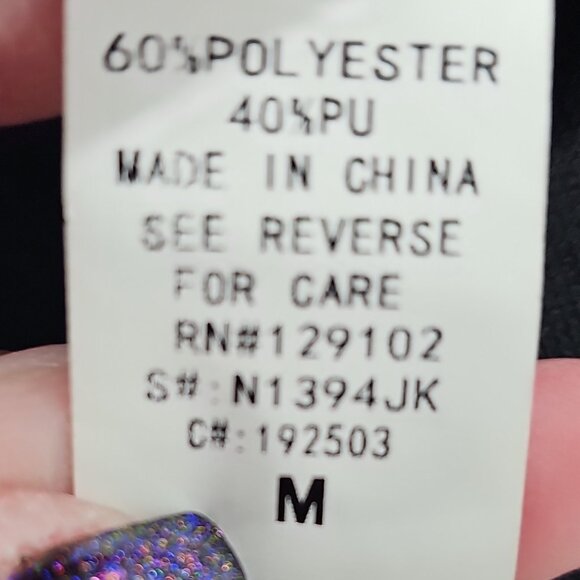 60%POLYESTER
40%PU
MADE IN CHINA
SEE REVERSE
FOR CARE
RN#129102
S#:N1394JK
C#:192503
M